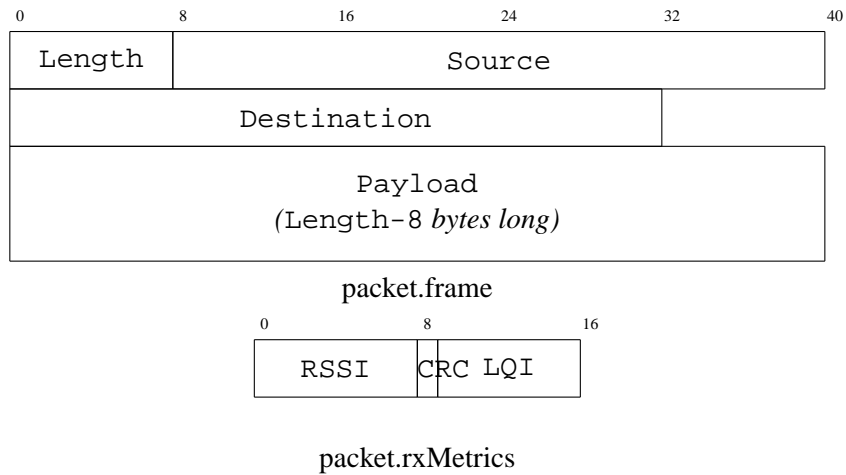 0 8 16 24 32 40
Length Source
Destination
Payload
(Length-8 bytes long)
packet.frame
0 8 16
RSSI CRC LQI
packet.rxMetrics